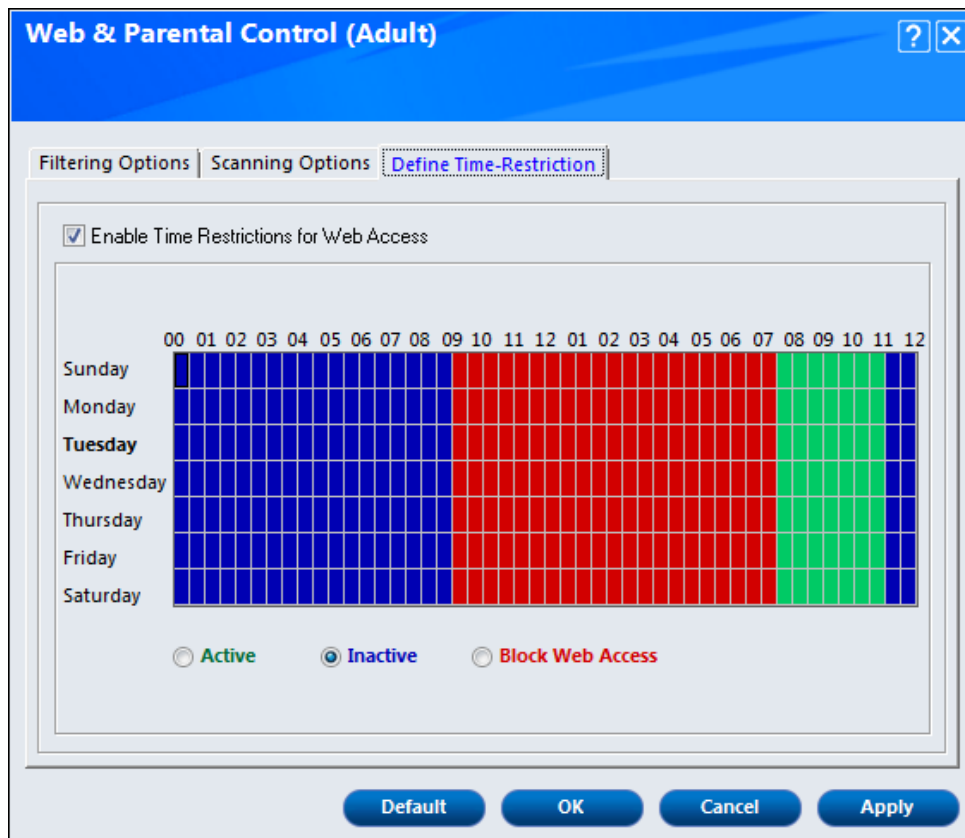 Web & Parental Control (Adult)
Filtering Options Scanning Options Define Time-Restriction
Enable Time Restrictions for Web Access
00 01 02 03 04 05 06 07 08 09 10 11 12 01 02 03 04 05 06 07 08 09 10 11 12
Sunday
Monday
Tuesday
Wednesday
Thursday
Friday
Saturday
Active Inactive Block Web Access
Default OK Cancel Apply